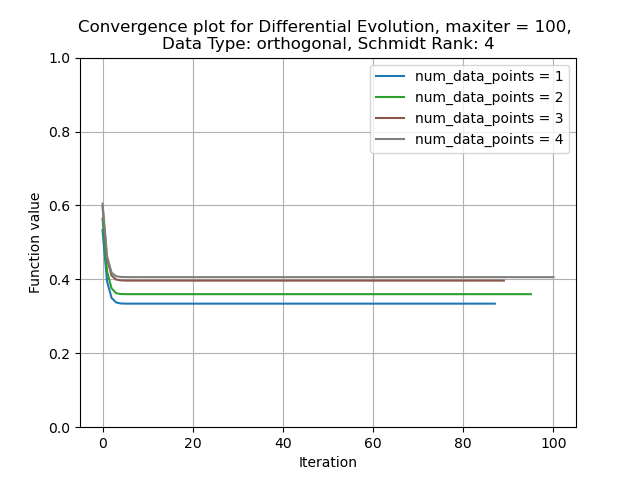 Convergence plot for Differential Evolution, maxiter = 100,
Data Type: orthogonal, Schmidt Rank: 4
1.0
0.8
0.6
0.4
0.2
0.0
Function value
num_data_points = 1
num_data_points = 2
num_data_points = 3
num_data_points = 4
0 20 40 60 80 100
Iteration